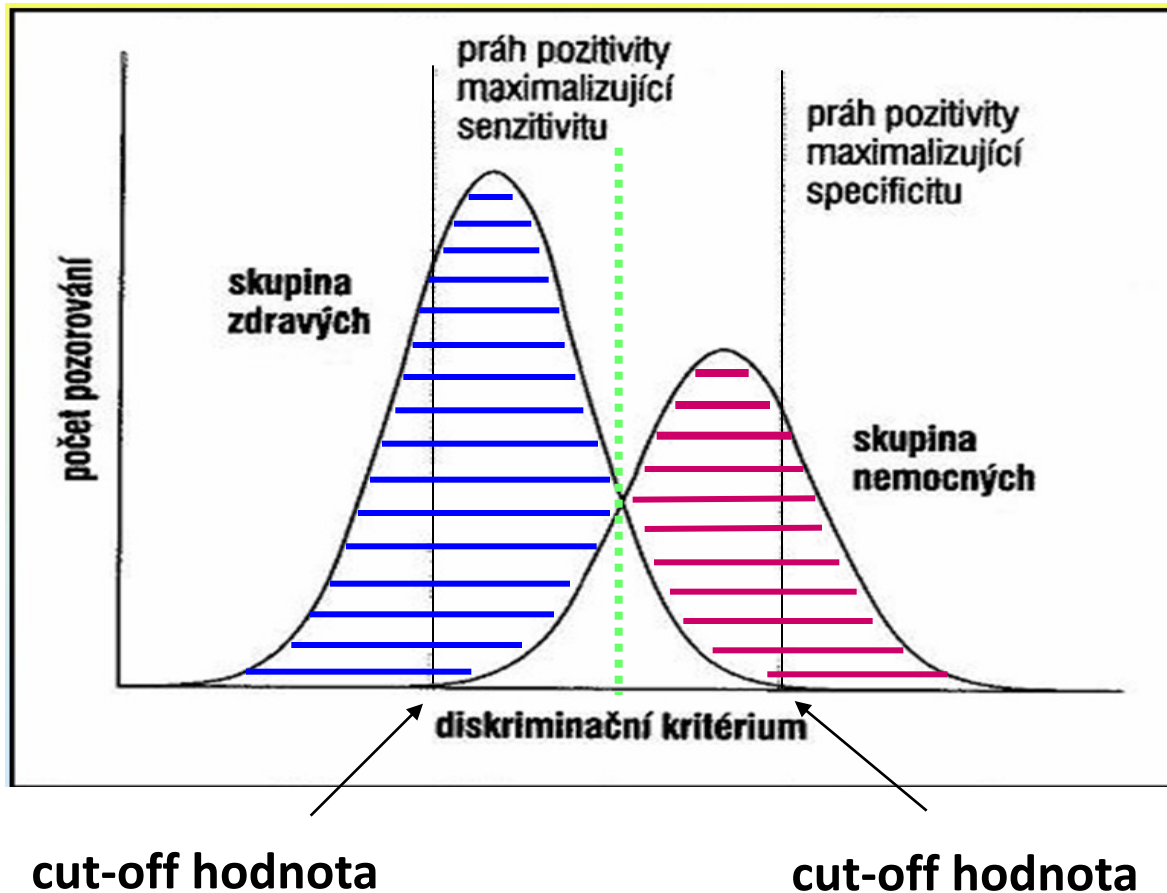 práh pozitivity
maximalizující
senzitivitu
práh pozitivity
maximalizující
specificitu
skupina
zdravých
počet pozorování
skupina
nemocných
diskriminační kritérium
cut-off hodnota
cut-off hodnota